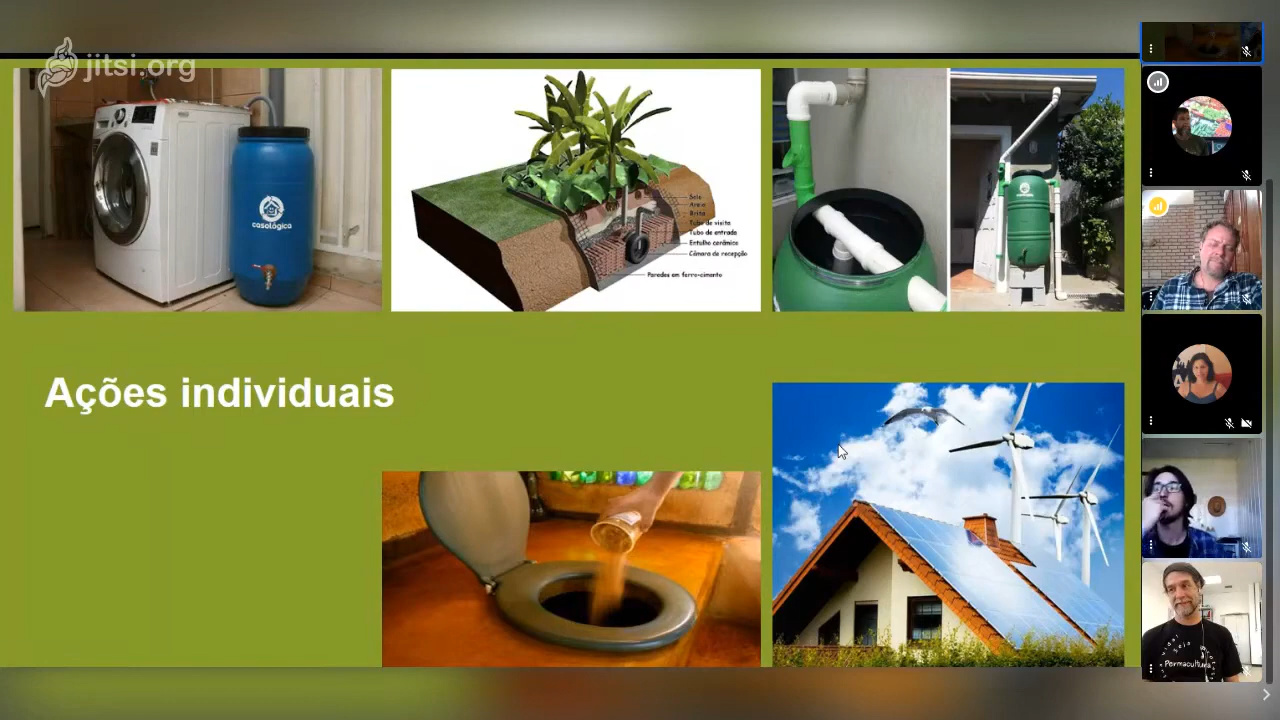 jitsi.org
casológica
Solo
Areia
Brita
Tubo de visita
Tubo de entrada
Entulho cerâmico
Câmara de recepção
Paredes em ferro-cimento
Ações individuais
Permacultura